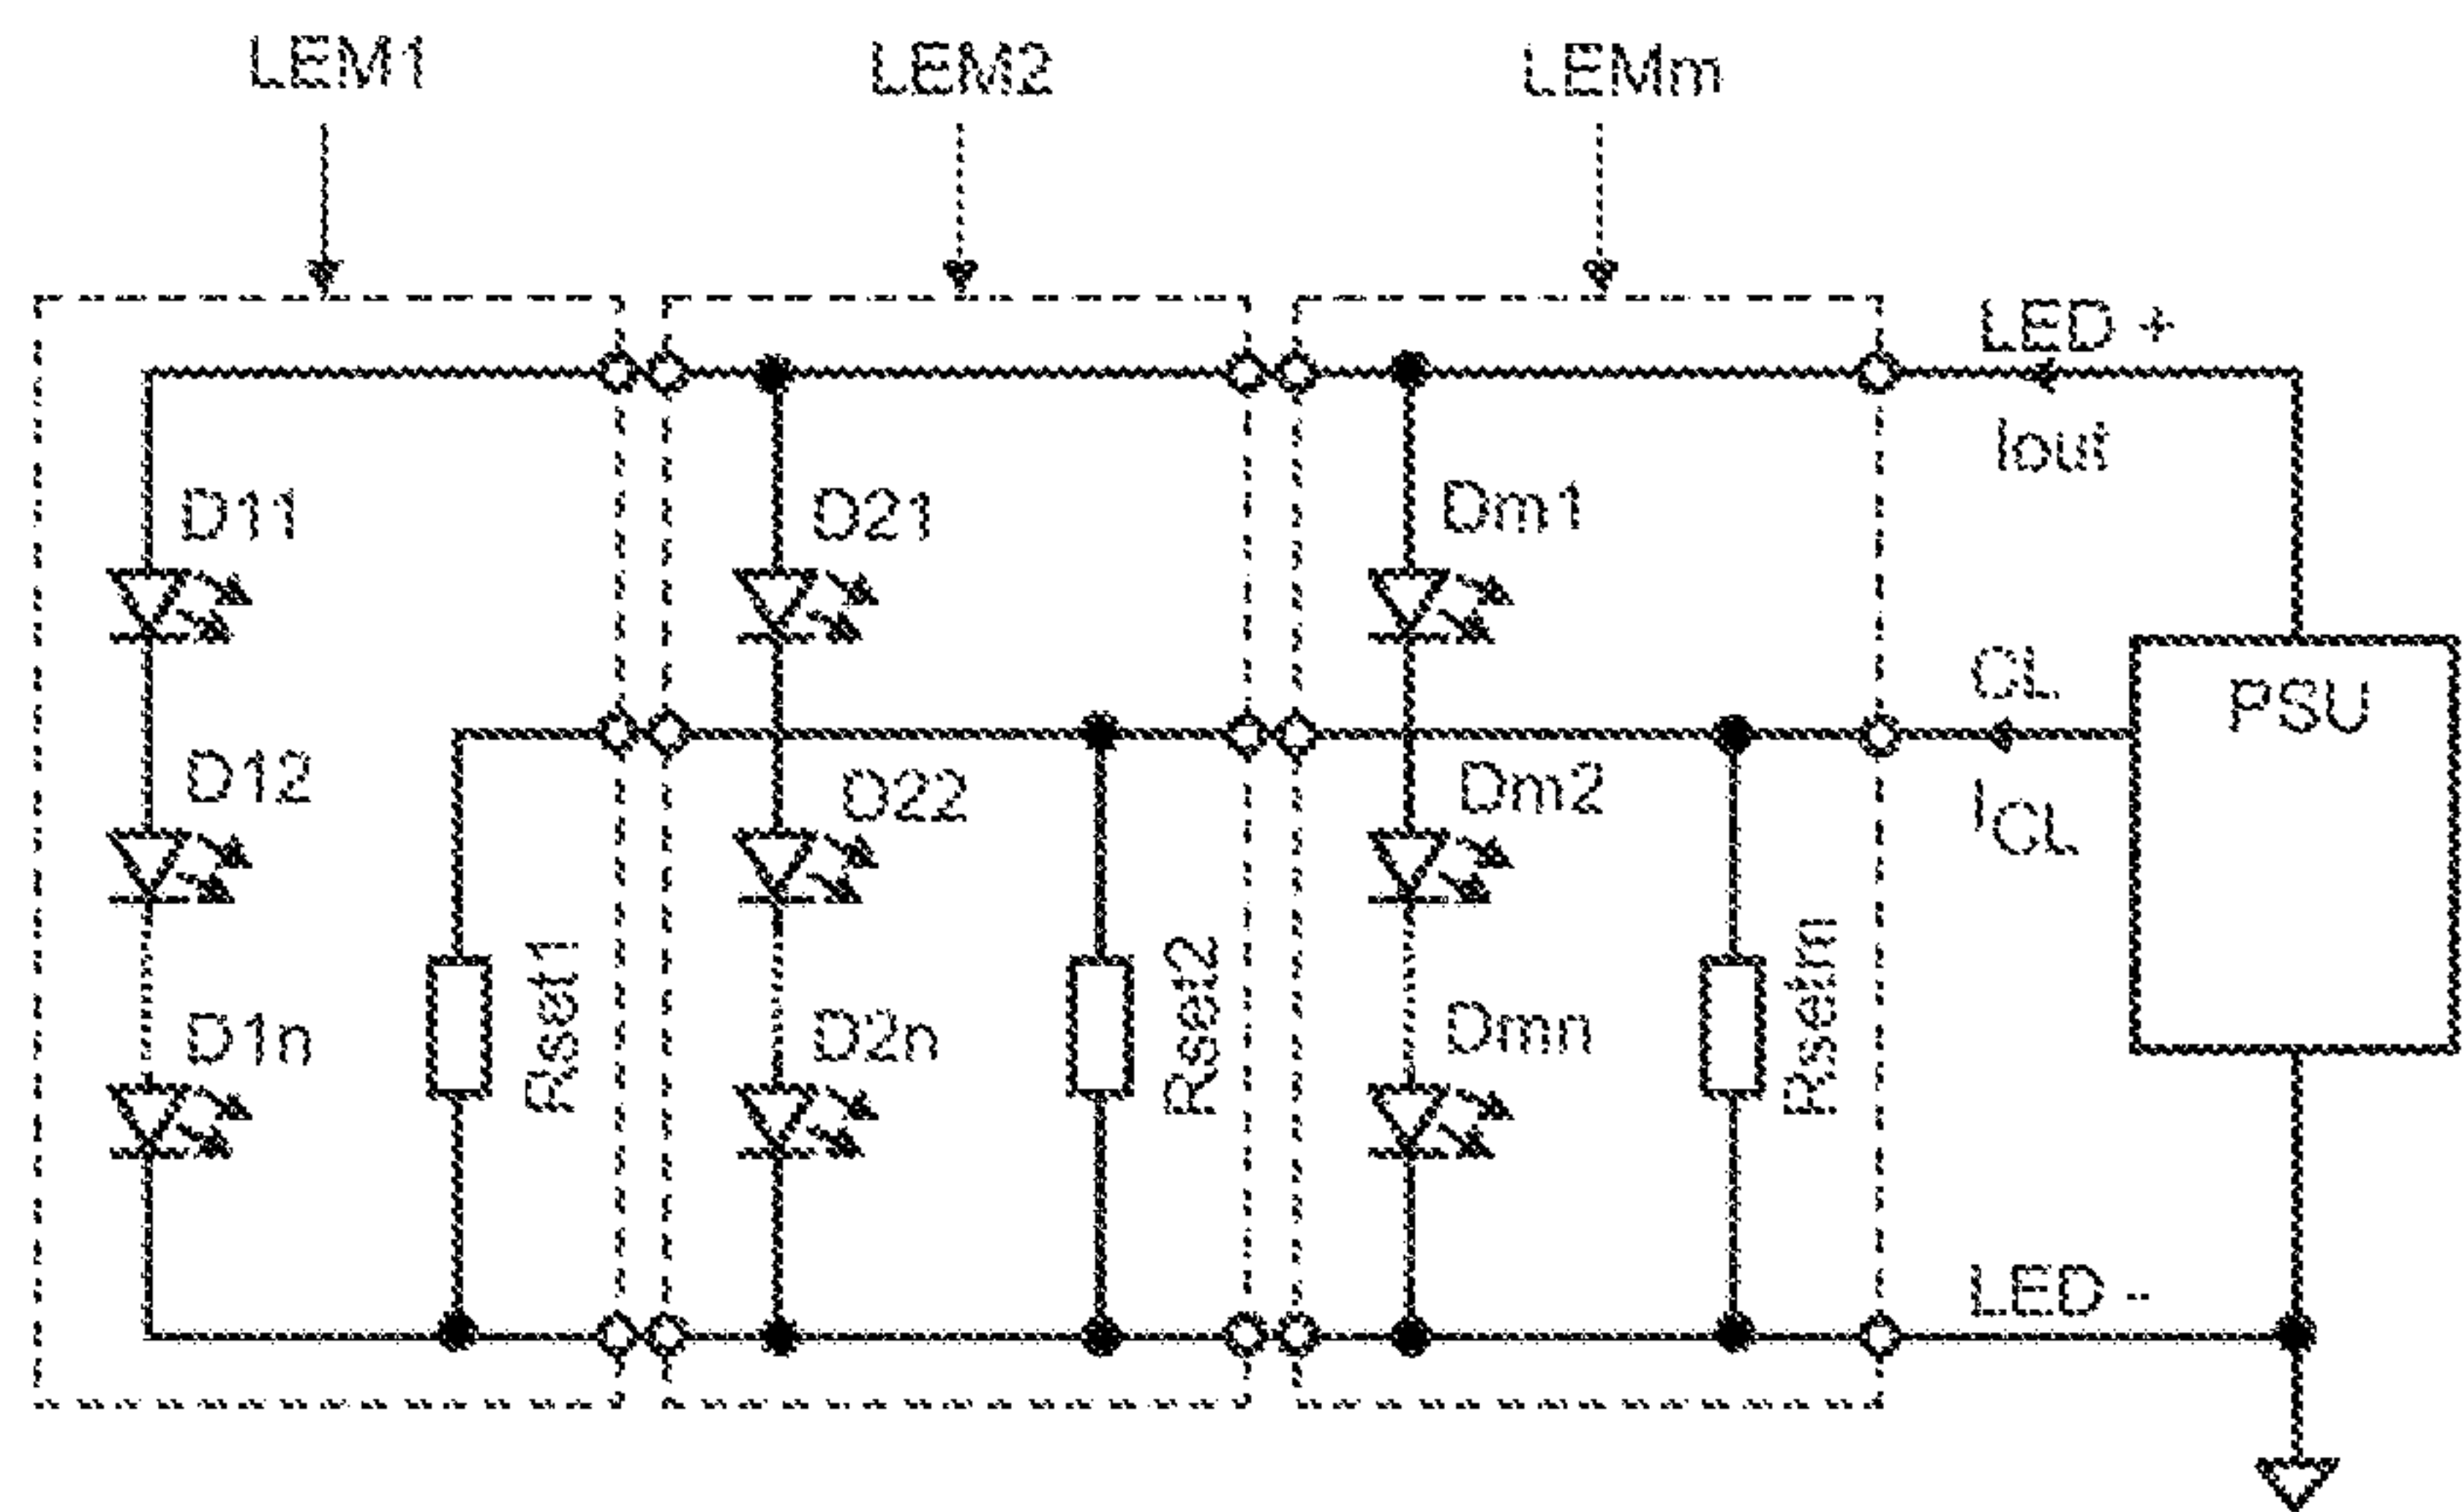 LEM1 LEM2 LEMm
LED +
Iout
D11 D21 Dm1
CL
PSU
D12 D22 Dm2
ICL
Rset1 Rset2 Rsetm
D1n D2n Dmn
LED -